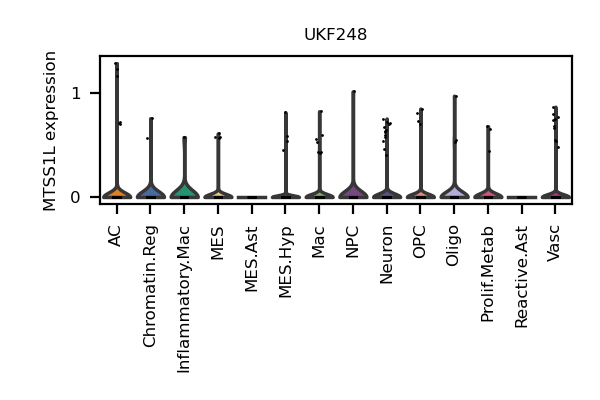 UKF248
MTSS1L expression
1
0
AC
Chromatin.Reg
Inflammatory.Mac
MES
MES.Ast
MES.Hyp
Mac
NPC
Neuron
OPC
Oligo
Prolif.Metab
Reactive.Ast
Vasc